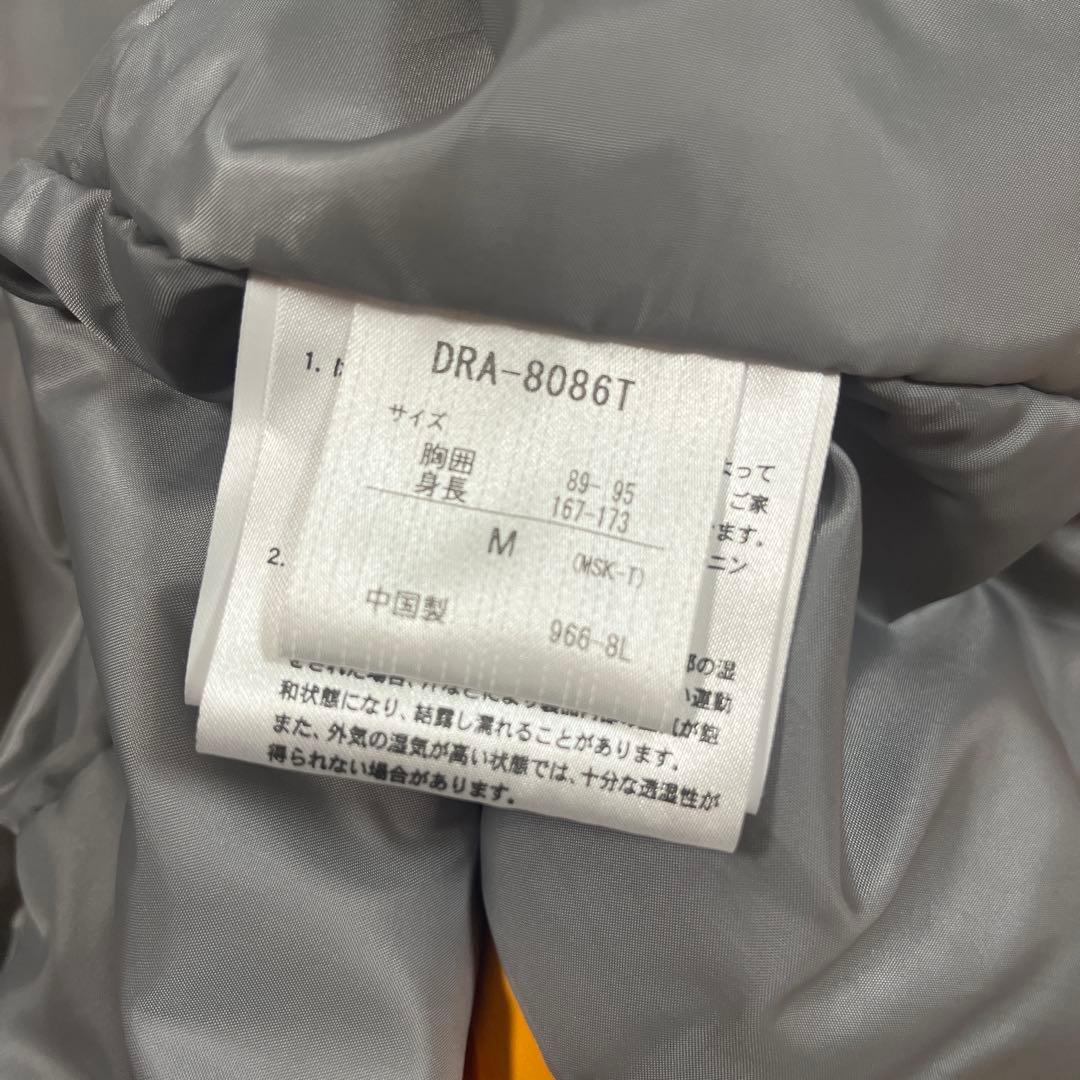 DRA-8086T
サイズ
胸囲 89-95
身長 167-173
M (MSK-T)
中国製 966-8L
1. は
よって
ご家
ます。
ニン
2.
部の湿
運動
が飽
和状態になり、結露し濡れることがあります。
また、外気の湿気が高い状態では、十分な透湿性が
得られない場合があります。